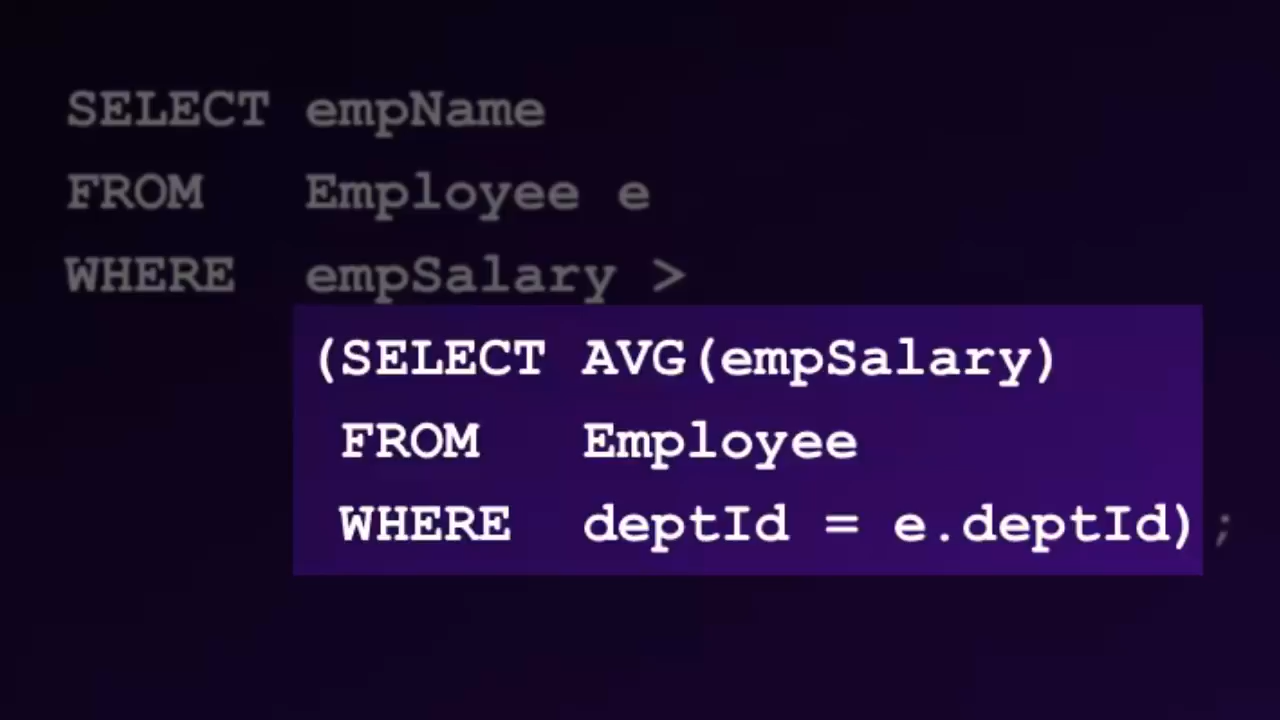 SELECT empName
FROM Employee e
WHERE empSalary >
(SELECT AVG(empSalary)
FROM Employee
WHERE deptId = e.deptId);